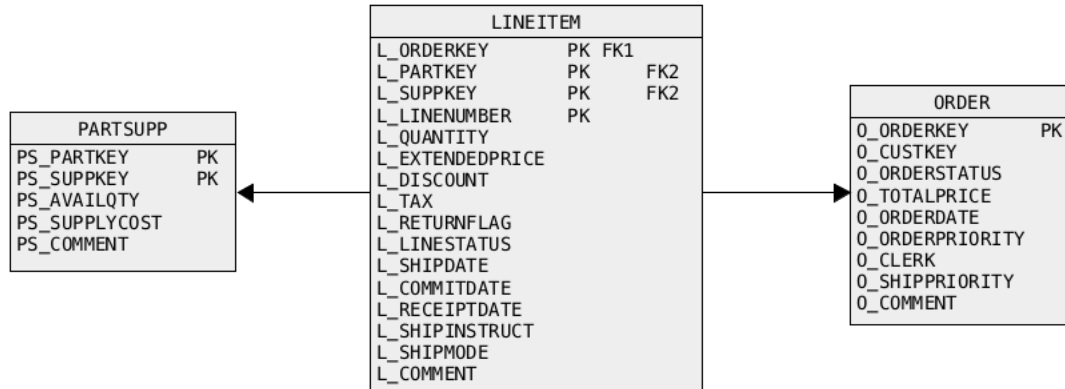 PARTSUPP
PS_PARTKEY PK
PS_SUPPKEY PK
PS_AVAILQTY
PS_SUPPLYCOST
PS_COMMENT
LINEITEM
L_ORDERKEY PK FK1
L_PARTKEY PK FK2
L_SUPPKEY PK FK2
L_LINENUMBER PK
L_QUANTITY
L_EXTENDEDPRICE
L_DISCOUNT
L_TAX
L_RETURNFLAG
L_LINESTATUS
L_SHIPDATE
L_COMMITDATE
L_RECEIPTDATE
L_SHIPINSTRUCT
L_SHIPMODE
L_COMMENT
ORDER
O_ORDERKEY PK
O_CUSTKEY
O_ORDERSTATUS
O_TOTALPRICE
O_ORDERDATE
O_ORDERPRIORITY
O_CLERK
O_SHIPPRIORITY
O_COMMENT